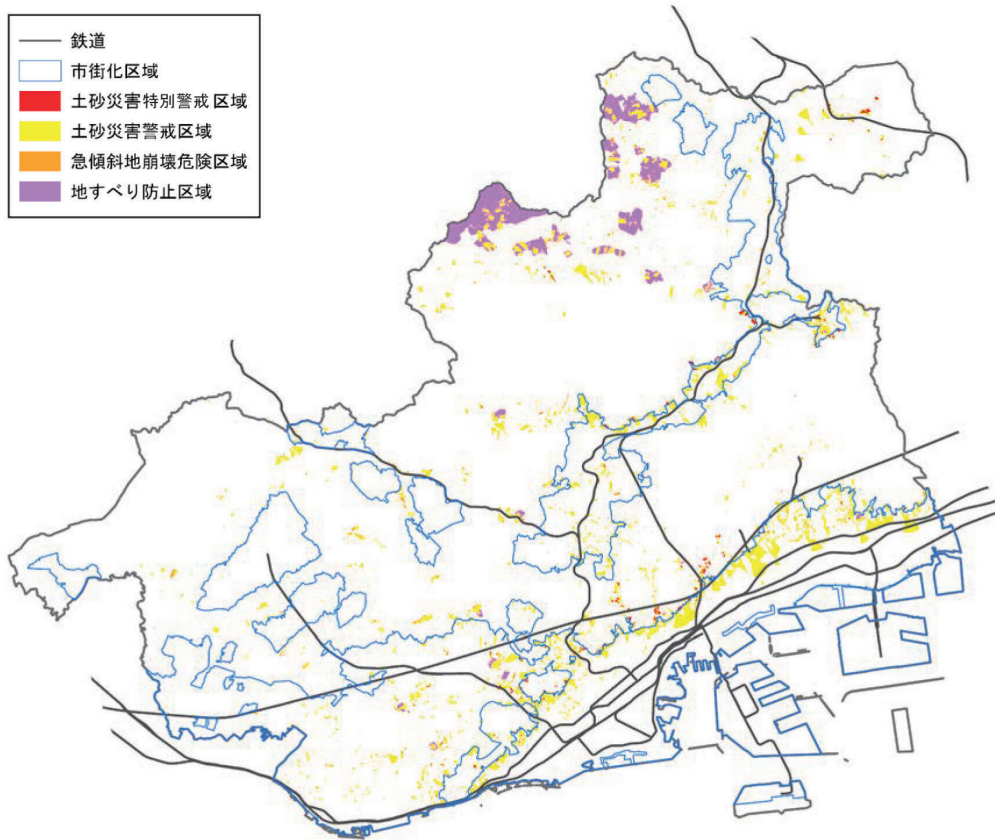 鉄道
市街化区域
土砂災害特別警戒区域
土砂災害警戒区域
急傾斜地崩壊危険区域
地すべり防止区域